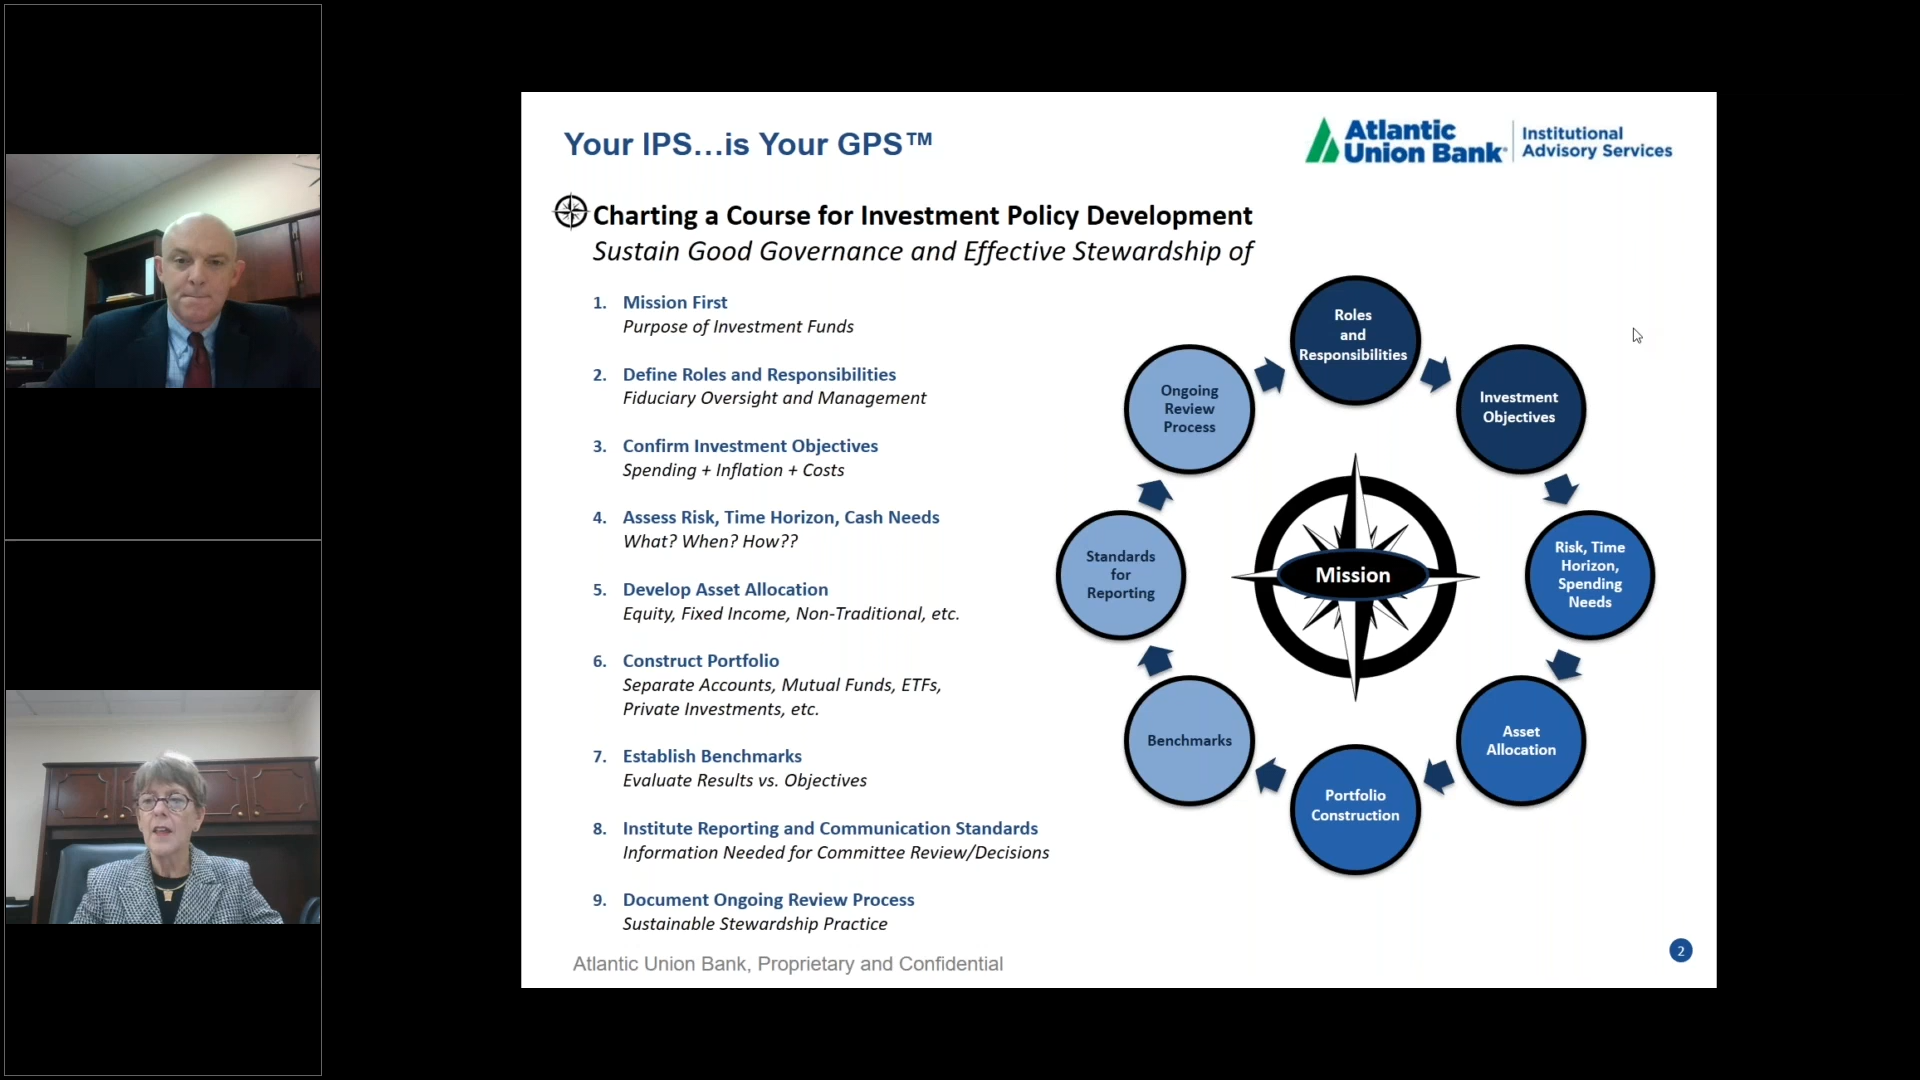 Your IPS...is Your GPS™
Atlantic
Union Bank
Institutional
Advisory Services
Charting a Course for Investment Policy Development
Sustain Good Governance and Effective Stewardship of
1. Mission First
Purpose of Investment Funds
2. Define Roles and Responsibilities
Fiduciary Oversight and Management
3. Confirm Investment Objectives
Spending + Inflation + Costs
4. Assess Risk, Time Horizon, Cash Needs
What? When? How??
5. Develop Asset Allocation
Equity, Fixed Income, Non-Traditional, etc.
6. Construct Portfolio
Separate Accounts, Mutual Funds, ETFs,
Private Investments, etc.
7. Establish Benchmarks
Evaluate Results vs. Objectives
8. Institute Reporting and Communication Standards
Information Needed for Committee Review/Decisions
9. Document Ongoing Review Process
Sustainable Stewardship Practice
Roles
and
Responsibilities
Investment
Objectives
Risk, Time
Horizon,
Spending
Needs
Asset
Allocation
Portfolio
Construction
Benchmarks
Standards
for
Reporting
Ongoing
Review
Process
Mission
Atlantic Union Bank, Proprietary and Confidential
2